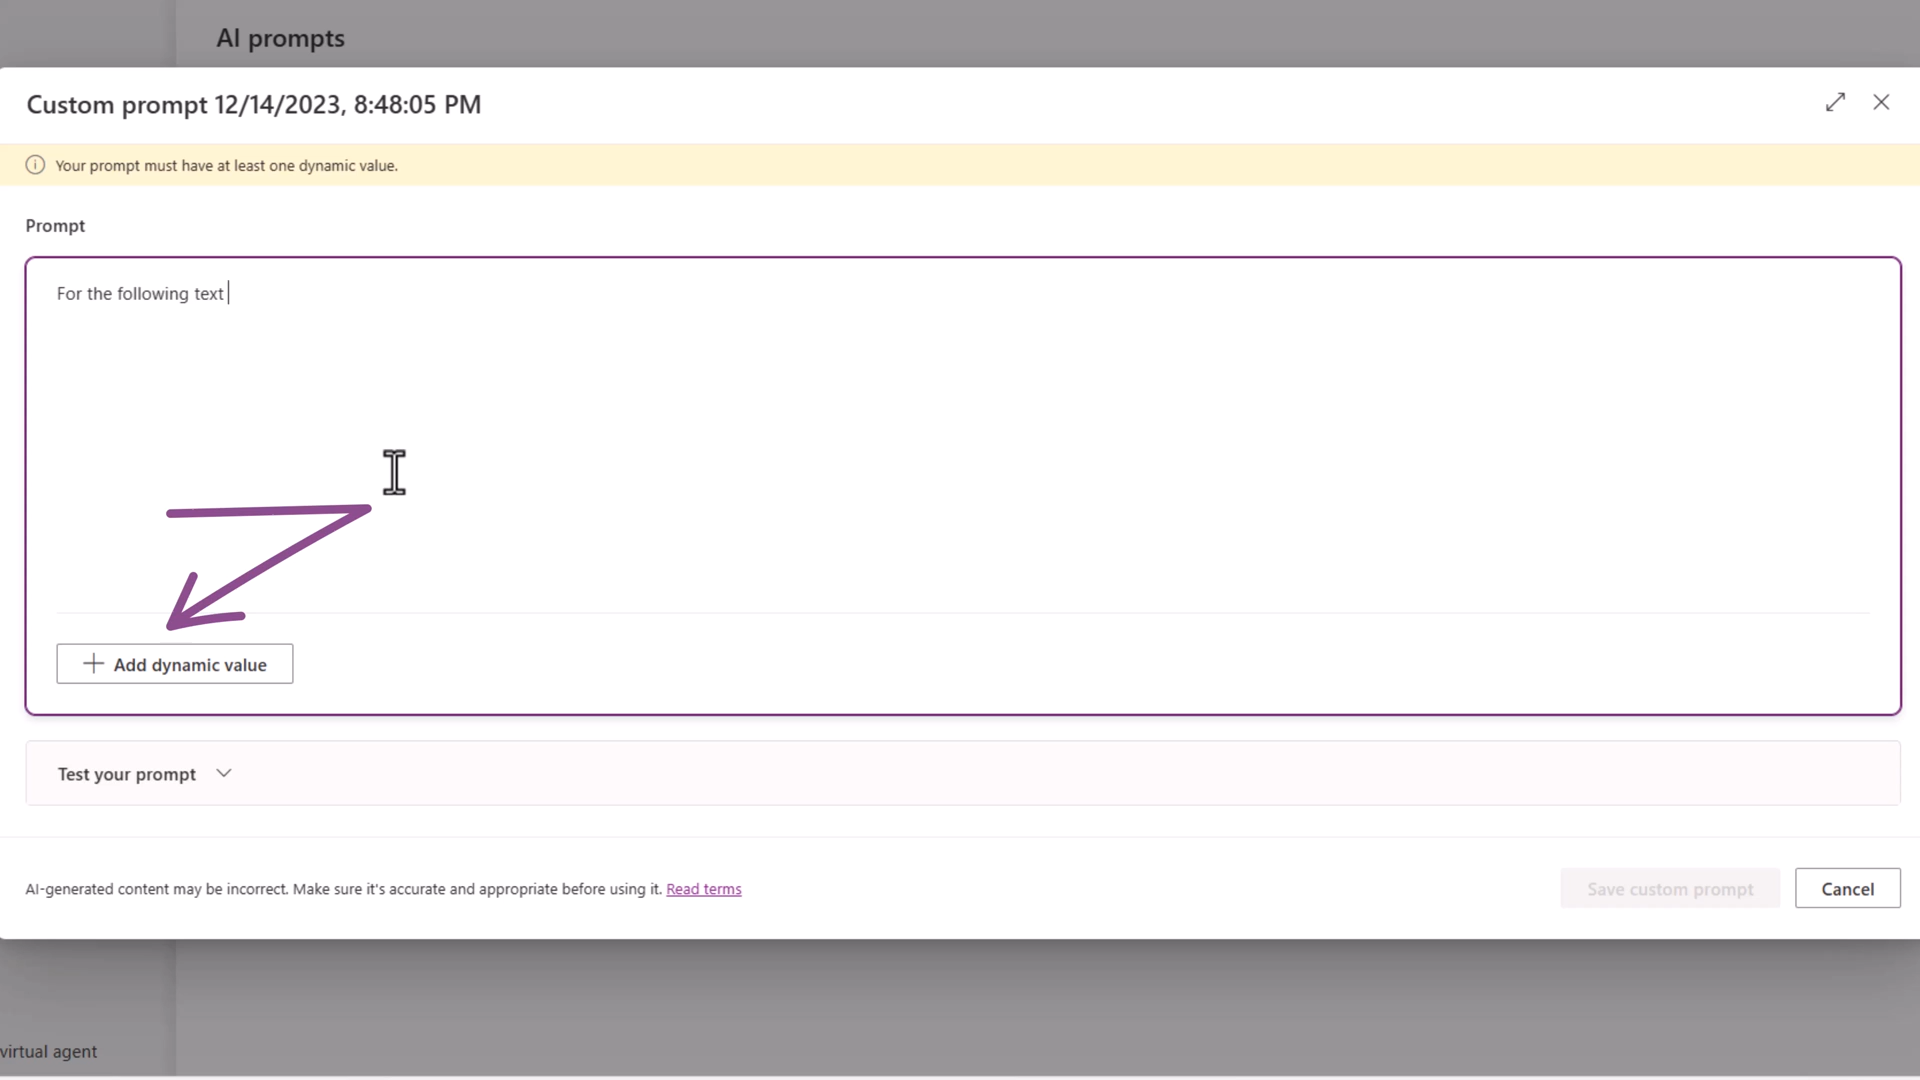 AI prompts
Custom prompt 12/14/2023, 8:48:05 PM
Your prompt must have at least one dynamic value.
Prompt
For the following text
Add dynamic value
Test your prompt
AI-generated content may be incorrect. Make sure it's accurate and appropriate before using it. Read terms
Save custom prompt
Cancel
virtual agent